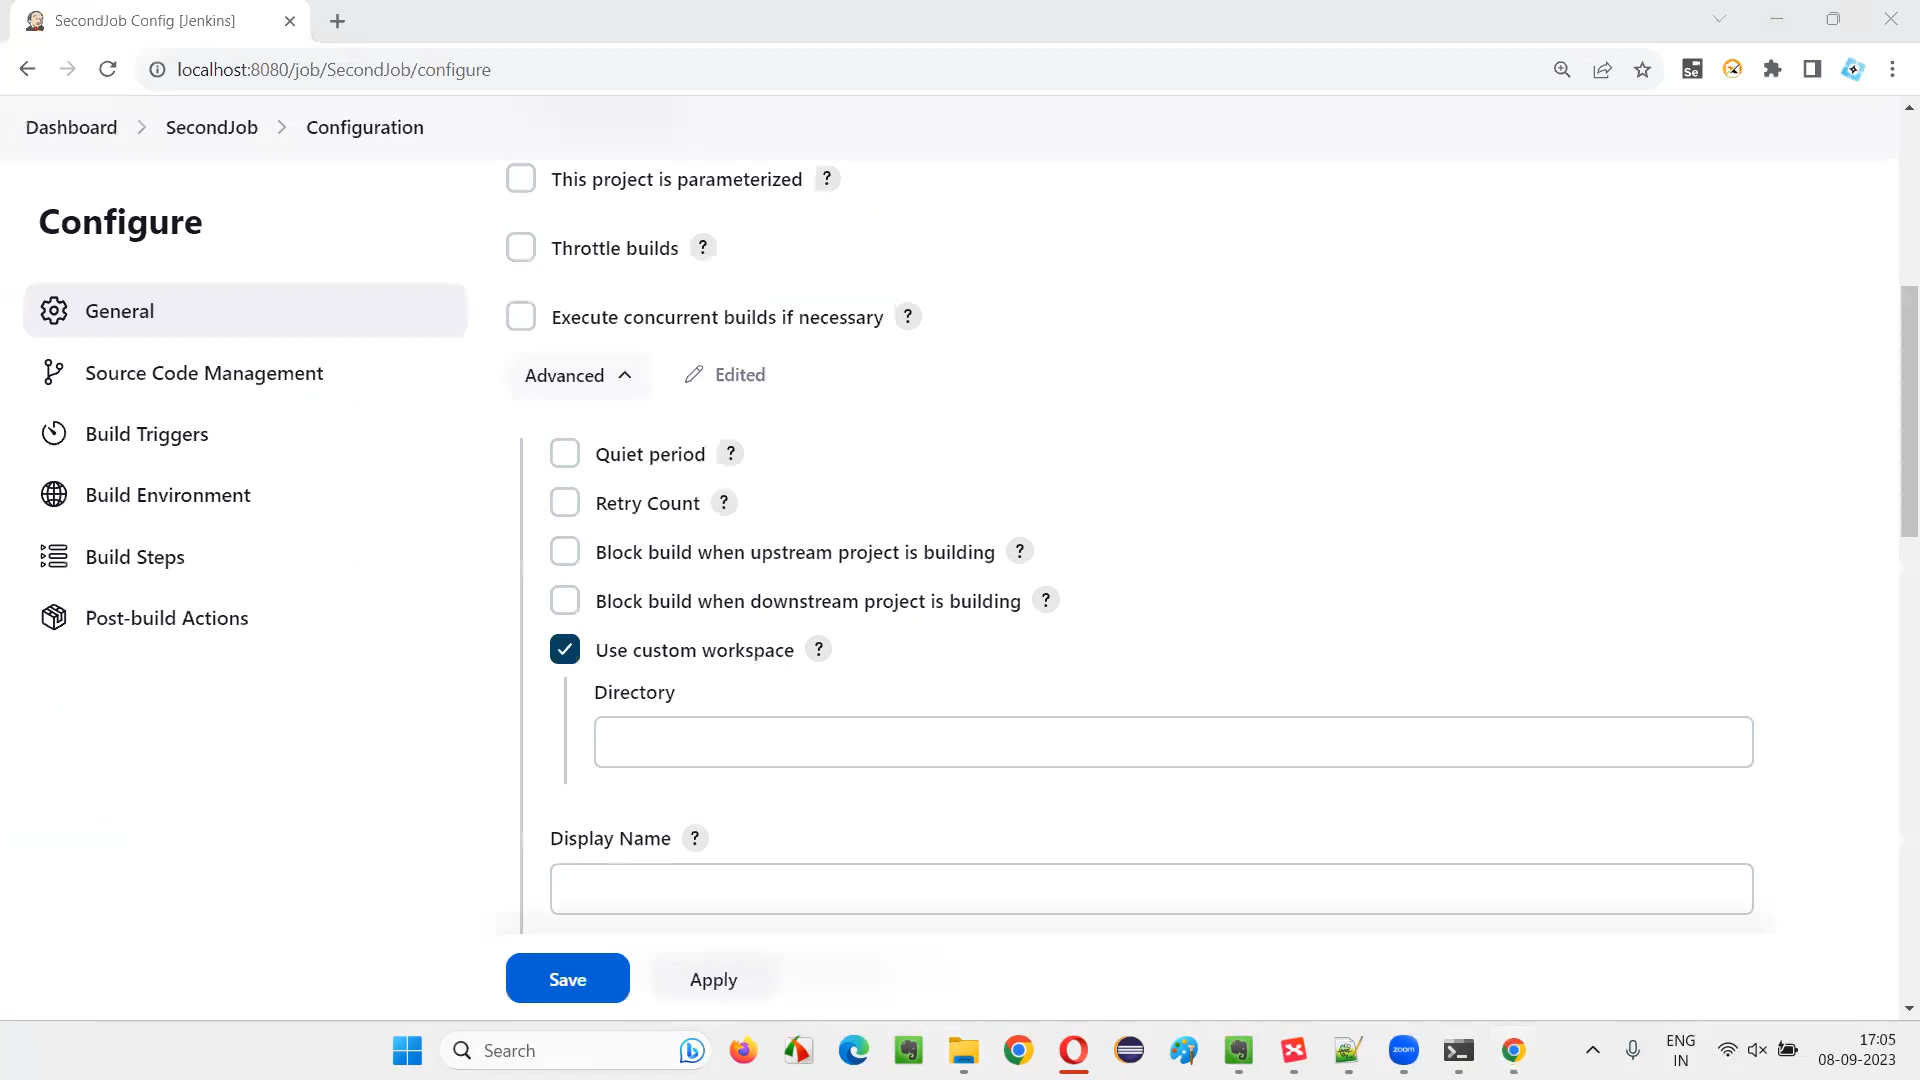 SecondJob Config [Jenkins]
localhost:8080/job/SecondJob/configure
Dashboard
SecondJob
Configuration
Configure
General
Source Code Management
Build Triggers
Build Environment
Build Steps
Post-build Actions
This project is parameterized ?
Throttle builds ?
Execute concurrent builds if necessary ?
Advanced
Edited
Quiet period ?
Retry Count ?
Block build when upstream project is building ?
Block build when downstream project is building ?
Use custom workspace ?
Directory
Display Name ?
Save
Apply
Search
zoom
ENG
IN
17:05
08-09-2023
Se